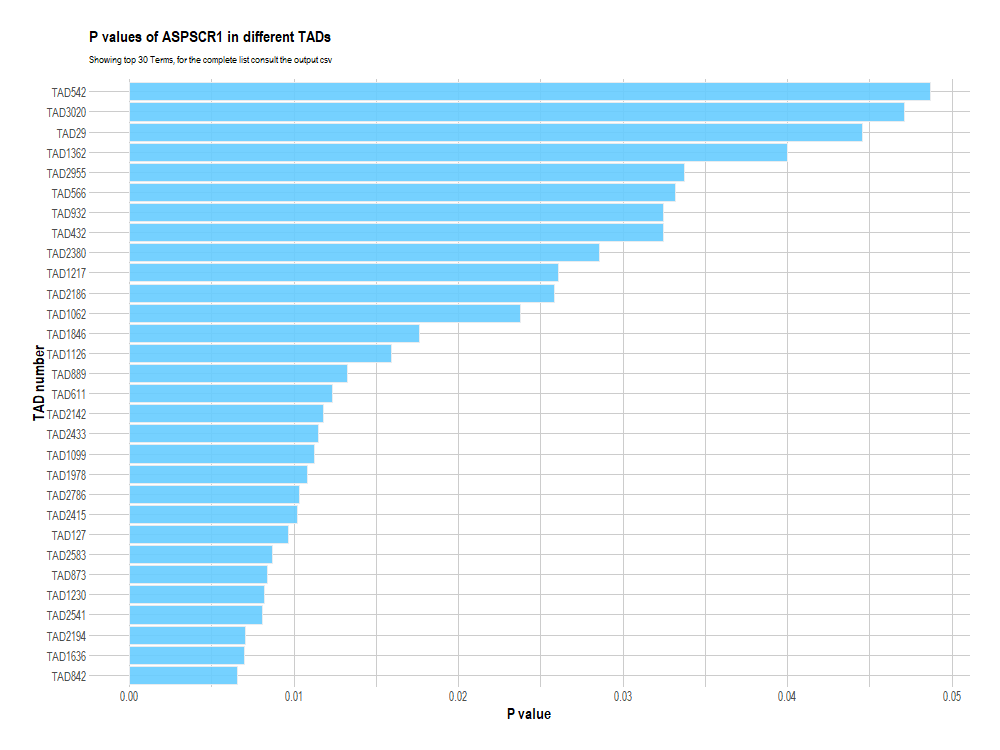 P values of ASPSCR1 in different TADs
Showing top 30 Terms, for the complete list consult the output csv
TAD number
TAD542
TAD3020
TAD29
TAD1362
TAD2955
TAD566
TAD932
TAD432
TAD2380
TAD1217
TAD2186
TAD1062
TAD1846
TAD1126
TAD889
TAD611
TAD2142
TAD2433
TAD1099
TAD1978
TAD2786
TAD2415
TAD127
TAD2583
TAD873
TAD1230
TAD2541
TAD2194
TAD1636
TAD842
0.00 0.01 0.02 0.03 0.04 0.05
P value